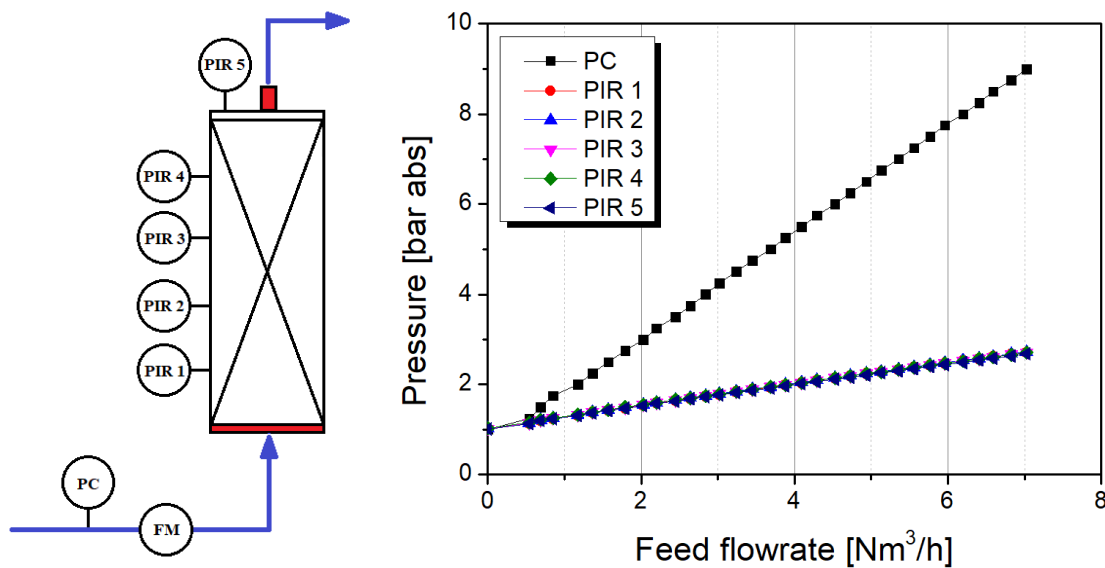 PIR 5
PIR 4
PIR 3
PIR 2
PIR 1
PC
FM
10
8
6
4
2
0
Pressure [bar abs]
PC
PIR 1
PIR 2
PIR 3
PIR 4
PIR 5
0 2 4 6 8
Feed flowrate [Nm³/h]